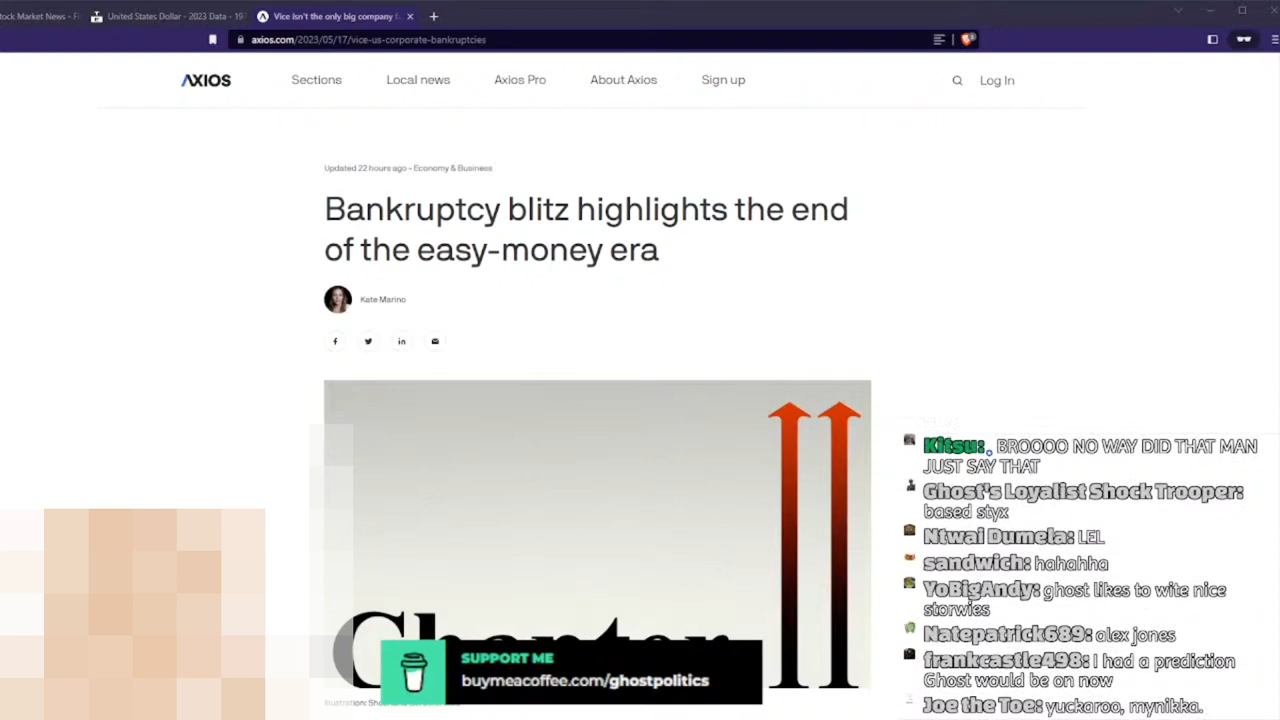 tock Market News - F
United States Dollar - 2023 Data - 197
Vice isn't the only big company
axios.com/2023/05/17/vice-us-corporate-bankruptcies
AXIOS
Sections
Local news
Axios Pro
About Axios
Sign up
Log In
Updated 22 hours ago - Economy & Business
Bankruptcy blitz highlights the end
of the easy-money era
Kate Marino
Chapter 11
SUPPORT ME
buymeacoffee.com/ghostpolitics
Kitsu: BROOOO NO WAY DID THAT MAN
JUST SAY THAT
Ghost's Loyalist Shock Trooper:
based styx
Ntwai Dumela: LEL
sandwich: hahahha
YoBigAndy: ghost likes to wite nice
storwies
Natepatrick689: alex jones
frankcastle498: I had a prediction
Ghost would be on now
Joe the Toe: yuckaroo, mynikka.